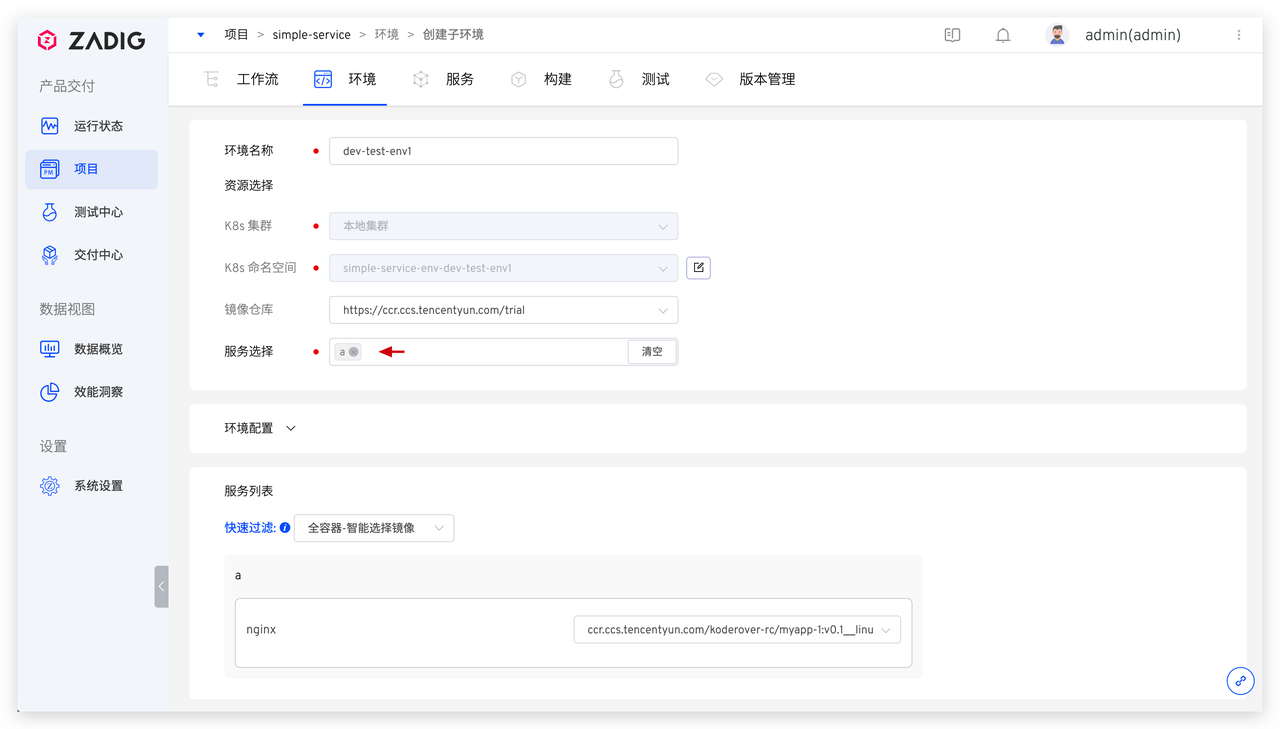 ZADIG
项目 > simple-service > 环境 > 创建子环境
admin(admin)
工作流
环境
服务
构建
测试
版本管理
产品交付
运行状态
PM
项目
测试中心
交付中心
数据视图
数据概览
效能洞察
设置
系统设置
环境名称
dev-test-env1
资源选择
K8s 集群
本地集群
K8s 命名空间
simple-service-env-dev-test-env1
镜像仓库
https://ccr.ccs.tencentyun.com/trial
服务选择
a
清空
环境配置
服务列表
快速过滤:
全容器-智能选择镜像
a
nginx
ccr.ccs.tencentyun.com/koderover-rc/myapp-1:v0.1__linu